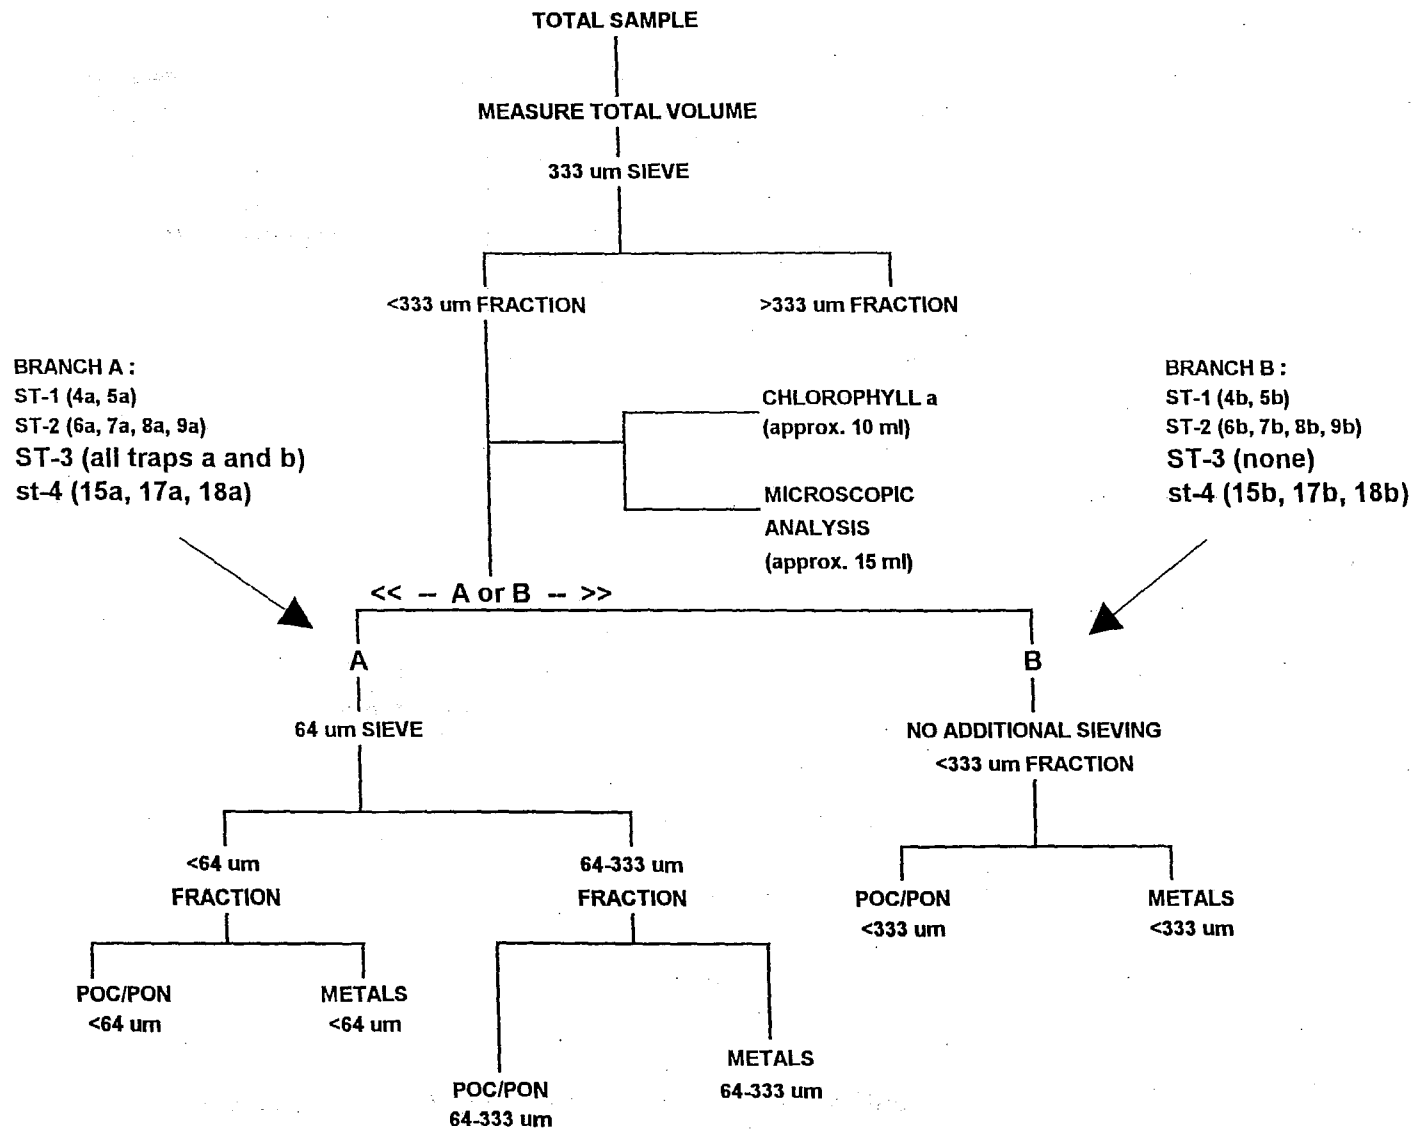 TOTAL SAMPLE
MEASURE TOTAL VOLUME
333 um SIEVE
<333 um FRACTION
>333 um FRACTION
BRANCH A :
ST-1 (4a, 5a)
ST-2 (6a, 7a, 8a, 9a)
ST-3 (all traps a and b)
st-4 (15a, 17a, 18a)
CHLOROPHYLL a
(approx. 10 ml)
MICROSCOPIC
ANALYSIS
(approx. 15 ml)
BRANCH B :
ST-1 (4b, 5b)
ST-2 (6b, 7b, 8b, 9b)
ST-3 (none)
st-4 (15b, 17b, 18b)
<< -- A or B -- >>
A
B
64 um SIEVE
NO ADDITIONAL SIEVING
<333 um FRACTION
<64 um
FRACTION
64-333 um
FRACTION
POC/PON
<333 um
METALS
<333 um
POC/PON
<64 um
METALS
<64 um
POC/PON
64-333 um
METALS
64-333 um